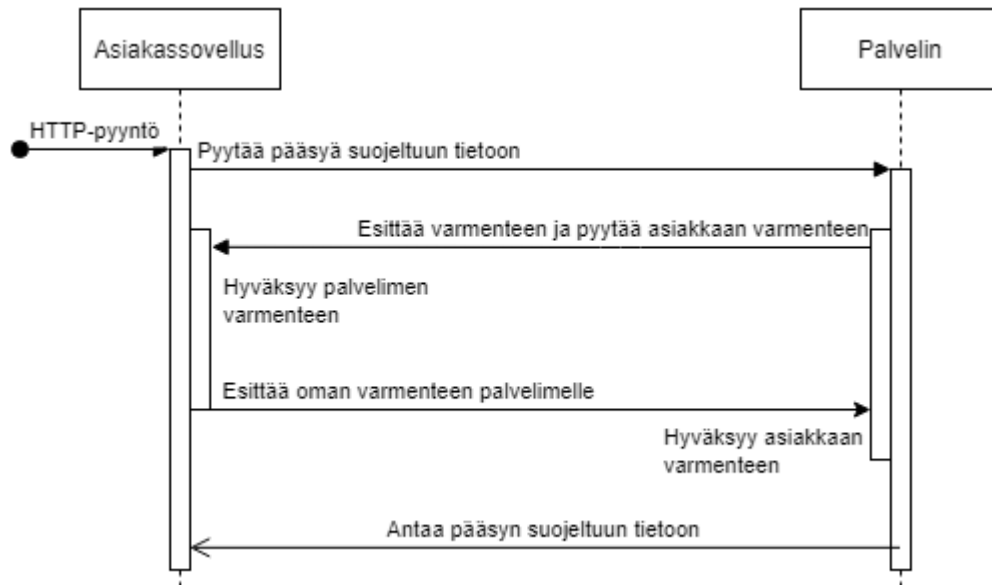 Asiakassovellus
Palvelin
HTTP-pyyntö
Pyytää pääsyä suojeltuun tietoon
Esittää varmenteen ja pyytää asiakkaan varmenteen
Hyväksyy palvelimen
varmenteen
Esittää oman varmenteen palvelimelle
Hyväksyy asiakkaan
varmenteen
Antaa pääsyn suojeltuun tietoon